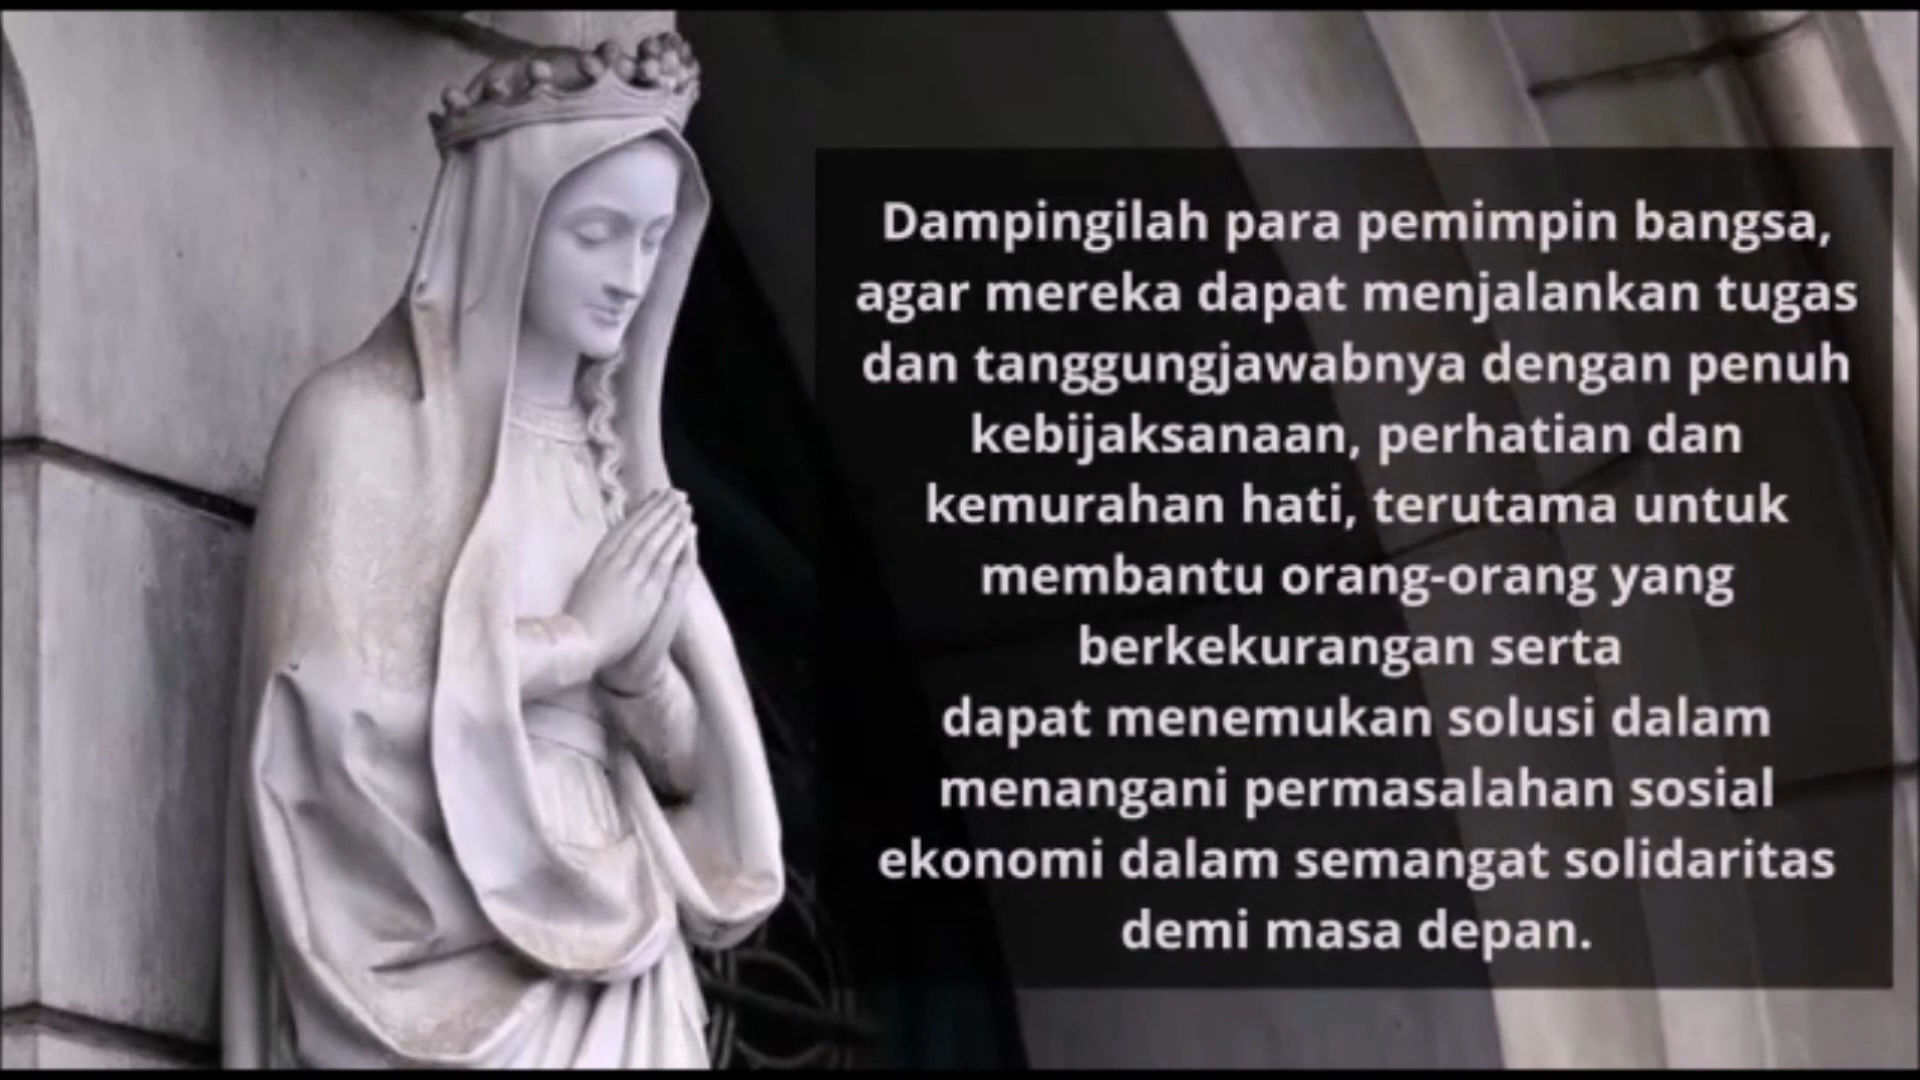 Dampingilah para pemimpin bangsa,
agar mereka dapat menjalankan tugas
dan tanggungjawabnya dengan penuh
kebijaksanaan, perhatian dan
kemurahan hati, terutama untuk
membantu orang-orang yang
berkekurangan serta
dapat menemukan solusi dalam
menangani permasalahan sosial
ekonomi dalam semangat solidaritas
demi masa depan.